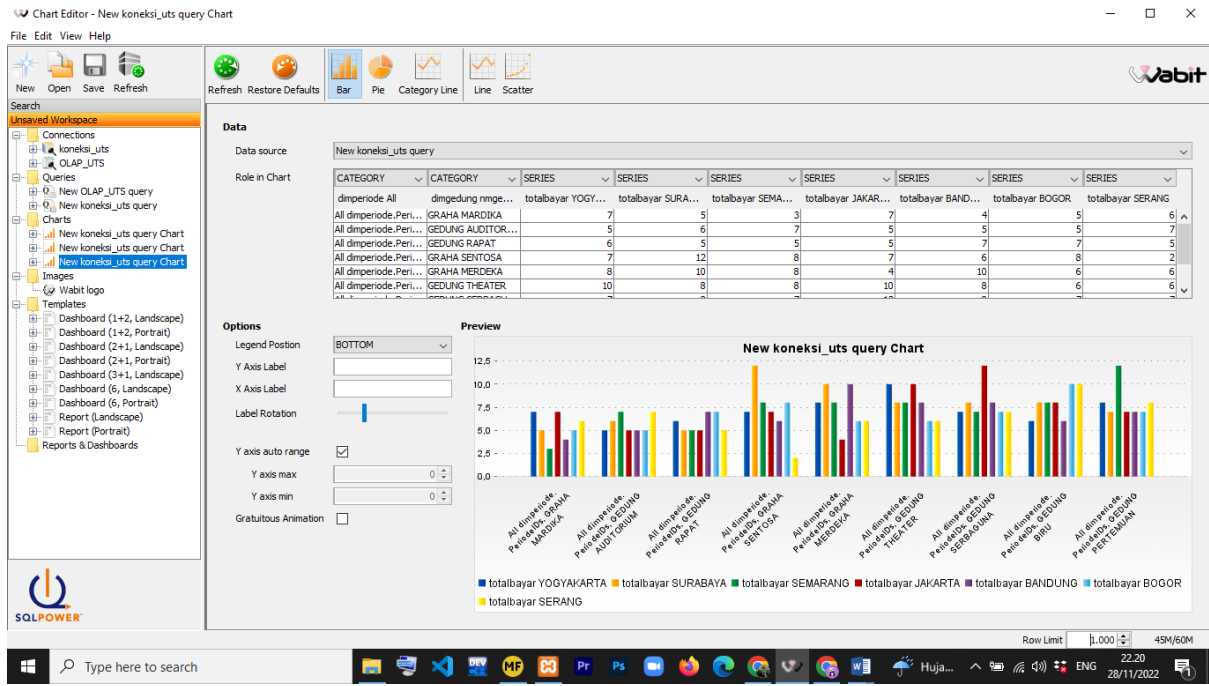 Chart Editor - New koneksi_uts query Chart
File Edit View Help
New Open Save Refresh
Refresh Restore Defaults Bar Pie Category Line Line Scatter
Wabit
Search
Unsaved Workspace
Connections
koneksi_uts
OLAP_UTS
Queries
New OLAP_UTS query
New koneksi_uts query
Charts
New koneksi_uts query Chart
New koneksi_uts query Chart
New koneksi_uts query Chart
Images
Wabit logo
Templates
Dashboard (1+2, Landscape)
Dashboard (1+2, Portrait)
Dashboard (2+1, Landscape)
Dashboard (2+1, Portrait)
Dashboard (3+1, Landscape)
Dashboard (6, Landscape)
Dashboard (6, Portrait)
Report (Landscape)
Report (Portrait)
Reports & Dashboards
SQLPOWER
Data
Data source New koneksi_uts query
Role in Chart CATEGORY CATEGORY SERIES SERIES SERIES SERIES SERIES SERIES SERIES
dimperiode All dimgedung nmge... totalbayar YOGY... totalbayar SURA... totalbayar SEMA... totalbayar JAKAR... totalbayar BAND... totalbayar BOGOR totalbayar SERANG
All dimperiode.Peri... GRAHA MARDIKA 7 5 3 7 4 5 6
All dimperiode.Peri... GEDUNG AUDITOR... 5 6 7 5 5 5 7
All dimperiode.Peri... GEDUNG RAPAT 6 5 5 5 7 7 5
All dimperiode.Peri... GRAHA SENTOSA 7 12 8 7 6 8 2
All dimperiode.Peri... GRAHA MERDEKA 8 10 8 4 10 6 6
All dimperiode.Peri... GEDUNG THEATER 10 8 8 10 8 6 6
Options
Legend Postion BOTTOM
Y Axis Label
X Axis Label
Label Rotation
Y axis auto range
Y axis max 0
Y axis min 0
Gratuitous Animation
Preview
New koneksi_uts query Chart
12,5
10,0
7,5
5,0
2,5
0,0
All dimperiode.
PeriodeIDs, GRAHA
MARDIKA
All dimperiode.
PeriodeIDs, GEDUNG
AUDITORIUM
All dimperiode.
PeriodeIDs, GEDUNG
RAPAT
All dimperiode.
PeriodeIDs, GRAHA
SENTOSA
All dimperiode.
PeriodeIDs, GRAHA
MERDEKA
All dimperiode.
PeriodeIDs, GEDUNG
THEATER
All dimperiode.
PeriodeIDs, GEDUNG
SERBAGUNA
All dimperiode.
PeriodeIDs, GEDUNG
BIRU
All dimperiode.
PeriodeIDs, GEDUNG
PERTEMUAN
totalbayar YOGYAKARTA totalbayar SURABAYA totalbayar SEMARANG totalbayar JAKARTA totalbayar BANDUNG totalbayar BOGOR
totalbayar SERANG
Row Limit 1.000 45M/60M
Type here to search
DEV
MF
Pr
Ps
Huja...
ENG
22.20
28/11/2022